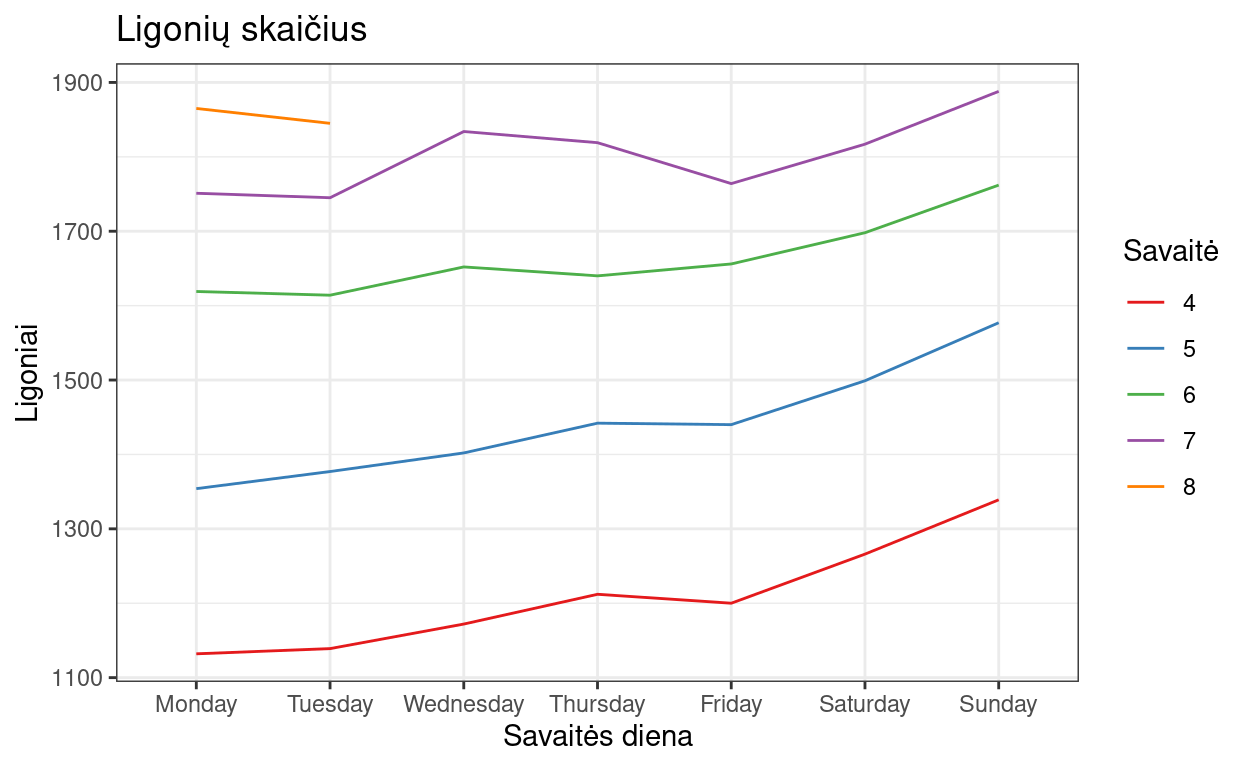 Ligonių skaičius
Ligoniai
1900
1700
1500
1300
1100
Monday Tuesday Wednesday Thursday Friday Saturday Sunday
Savaitės diena
Savaitė
4
5
6
7
8